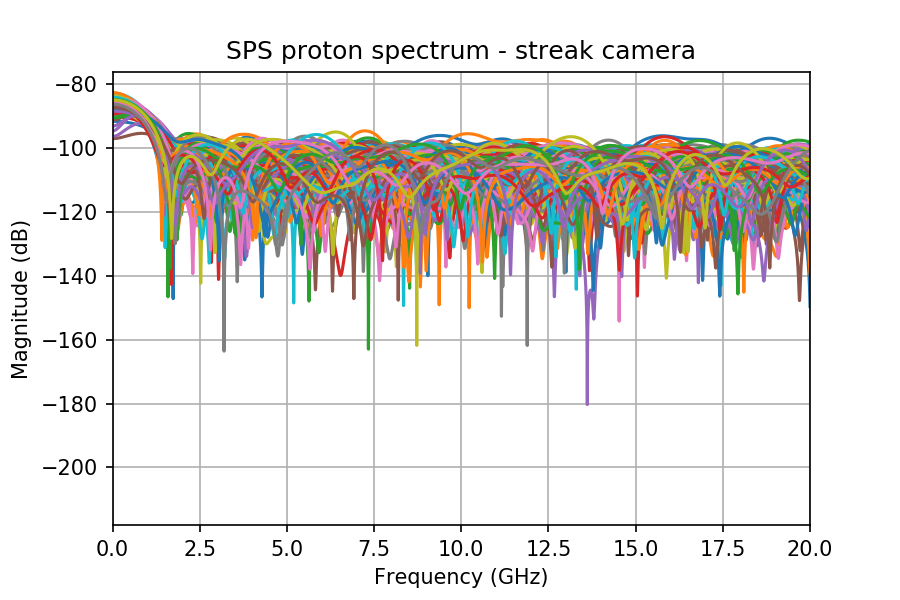 SPS proton spectrum - streak camera
Magnitude (dB)
−80
−100
−120
−140
−160
−180
−200
0.0 2.5 5.0 7.5 10.0 12.5 15.0 17.5 20.0
Frequency (GHz)